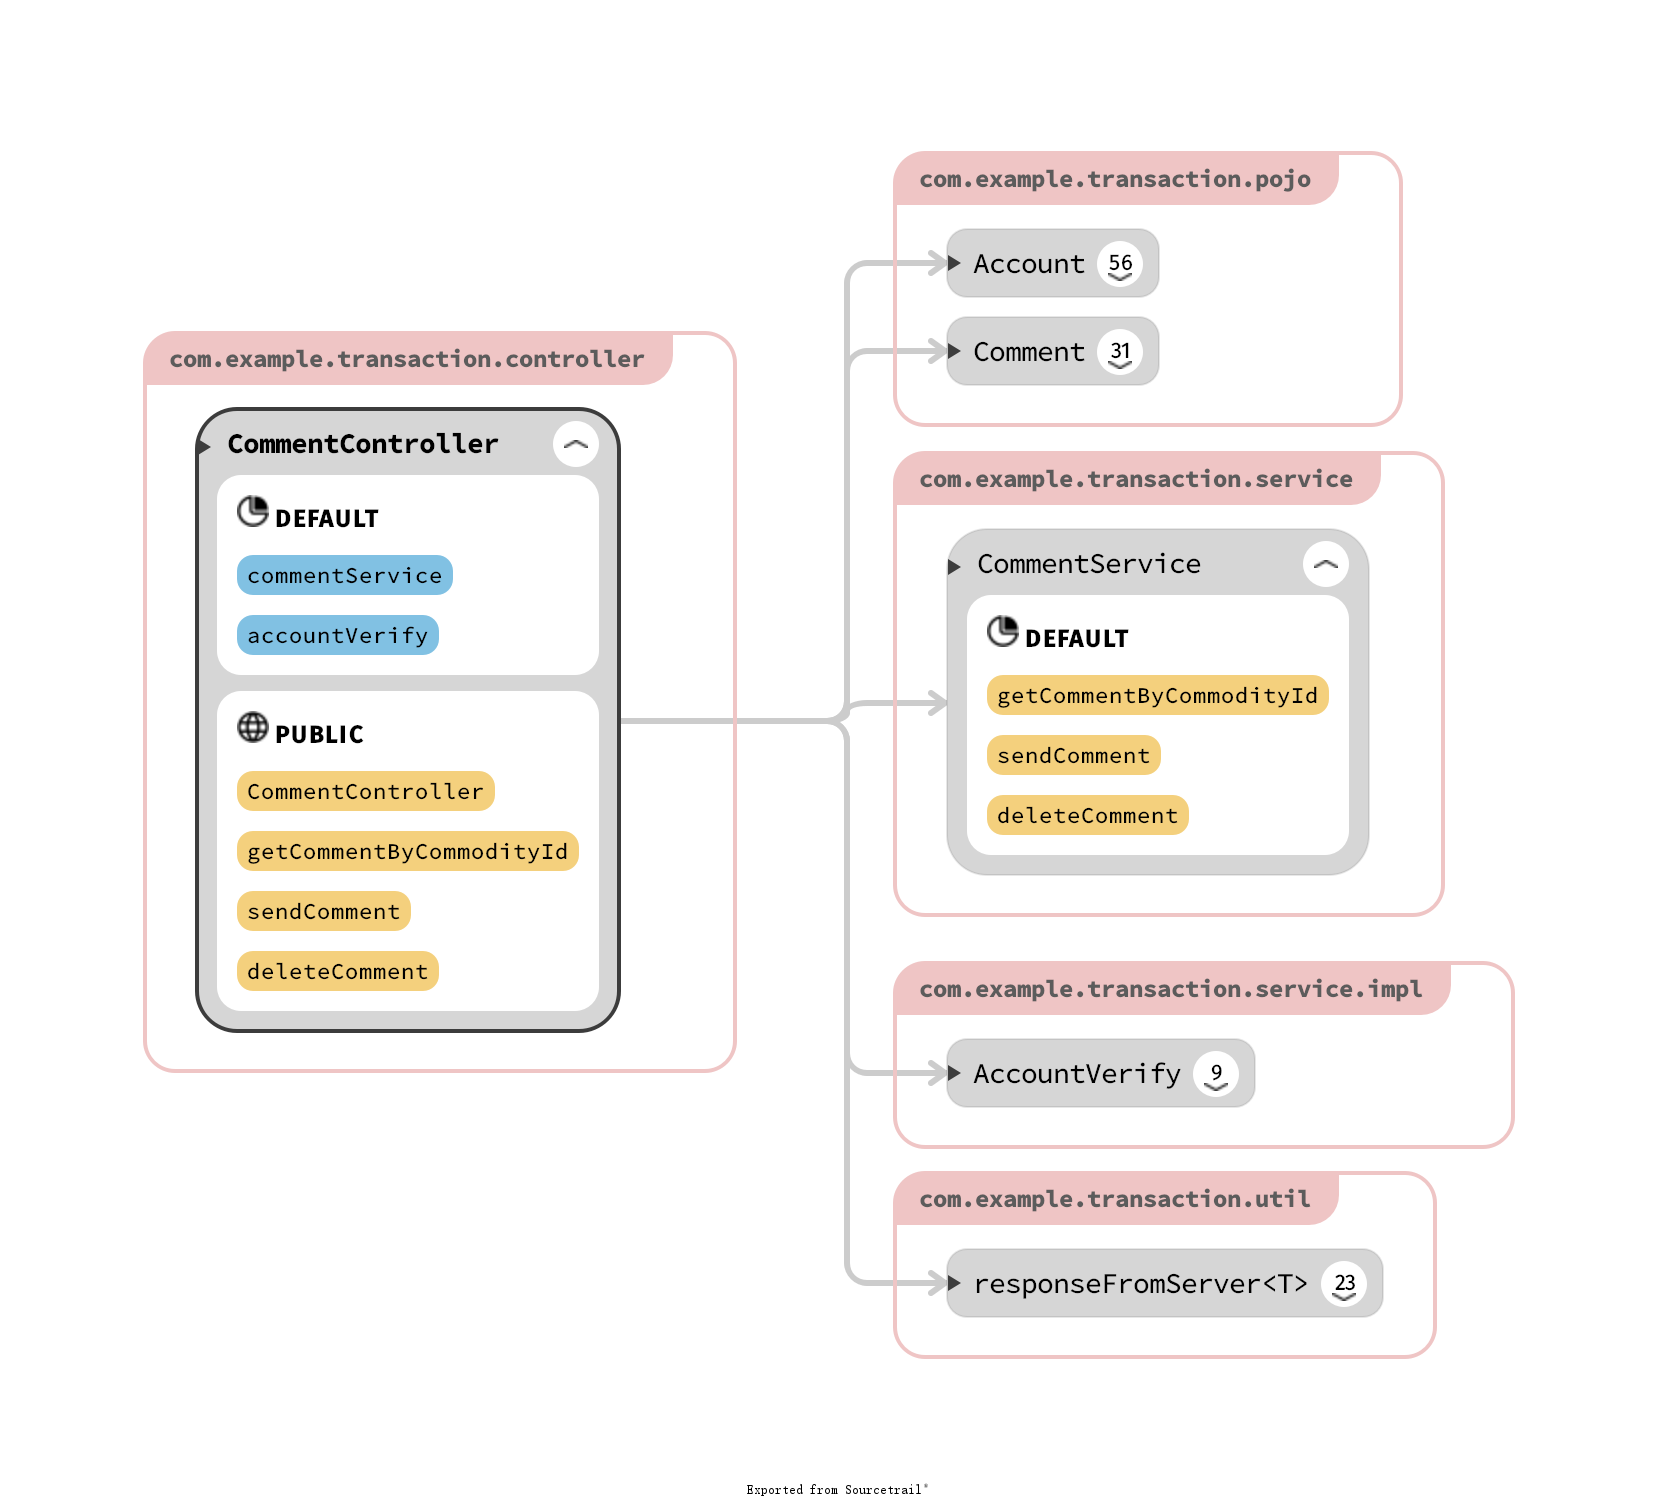 com.example.transaction.controller
CommentController
DEFAULT
commentService
accountVerify
PUBLIC
CommentController
getCommentByCommodityId
sendComment
deleteComment
com.example.transaction.pojo
Account 56
Comment 31
com.example.transaction.service
CommentService
DEFAULT
getCommentByCommodityId
sendComment
deleteComment
com.example.transaction.service.impl
AccountVerify 9
com.example.transaction.util
responseFromServer<T> 23
Exported from Sourcetrail®